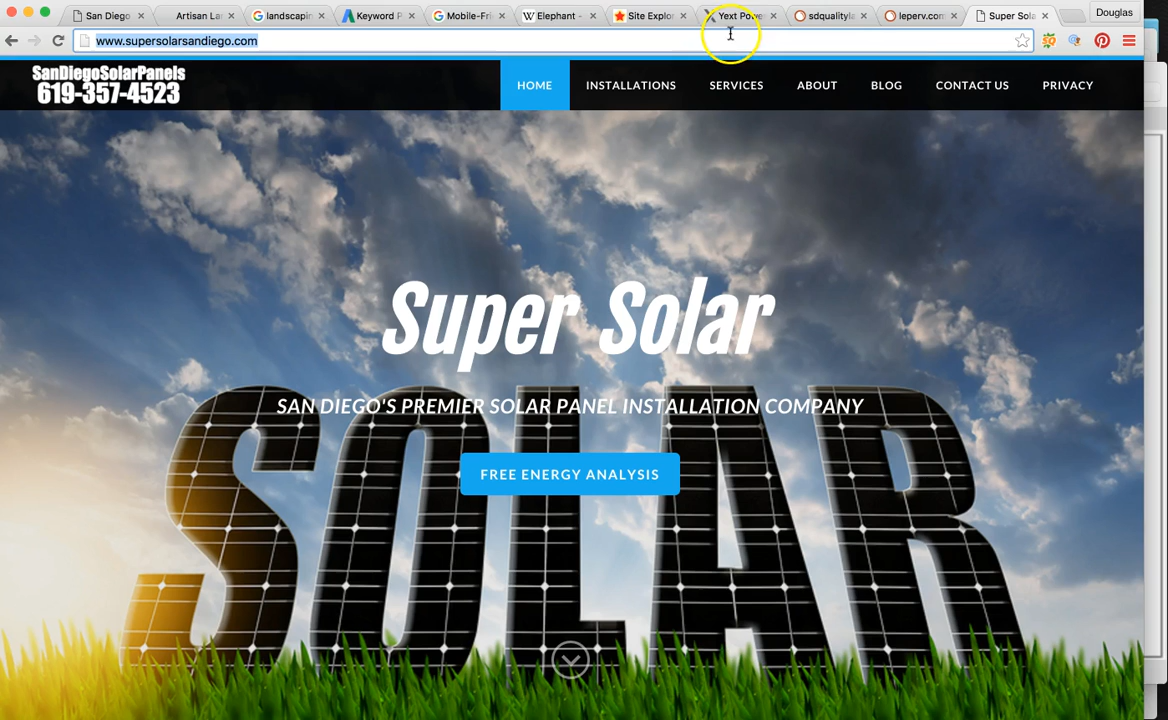 San Diego
Artisan La
landscapin
Keyword P
Mobile-Fri
Elephant -
Site Explor
Yext Powe
sdqualityla
leperv.com
Super Sola
Douglas
www.supersolarsandiego.com
SanDiegoSolarPanels
619-357-4523
HOME
INSTALLATIONS
SERVICES
ABOUT
BLOG
CONTACT US
PRIVACY
Super Solar
SAN DIEGO'S PREMIER SOLAR PANEL INSTALLATION COMPANY
FREE ENERGY ANALYSIS
SOLAR